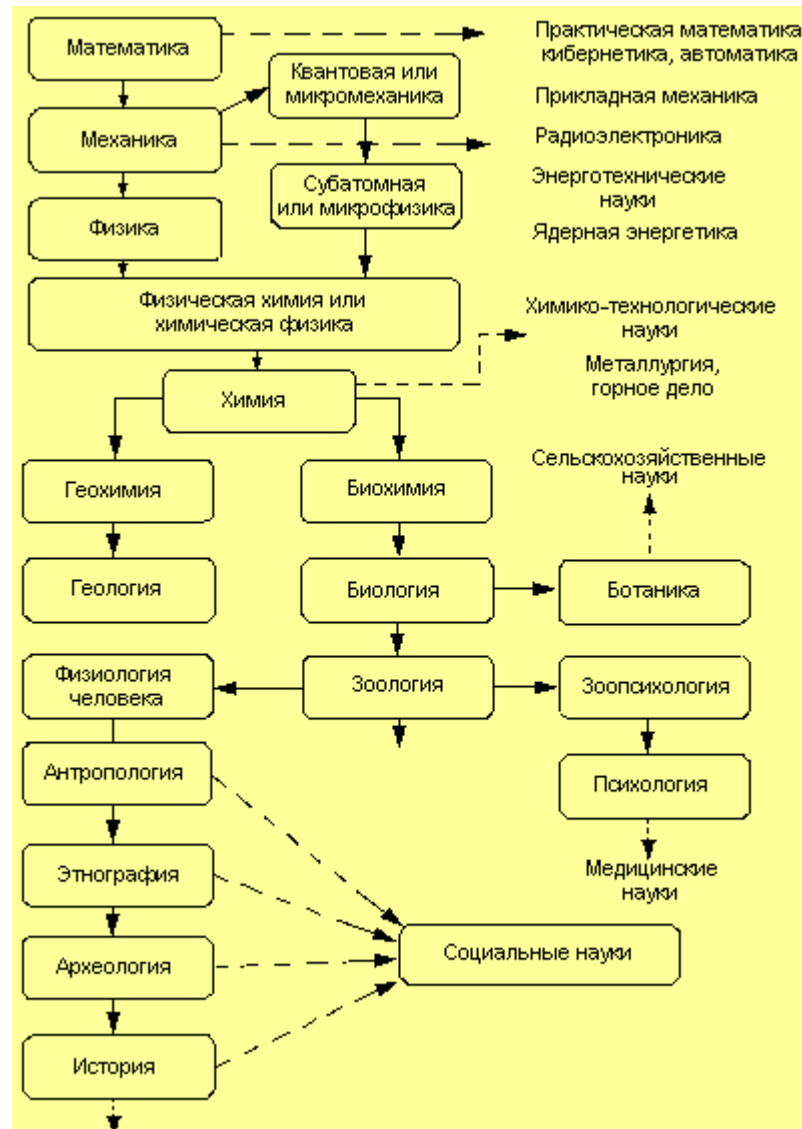 Математика
Практическая математика
кибернетика, автоматика
Квантовая или
микромеханика
Прикладная механика
Механика
Радиоэлектроника
Субатомная
или микрофизика
Энерготехнические
науки
Физика
Ядерная энергетика
Физическая химия или
химическая физика
Химико-технологические
науки
Металлургия,
горное дело
Химия
Сельскохозяйственные
науки
Геохимия
Биохимия
Геология
Биология
Ботаника
Физиология
человека
Зоология
Зоопсихология
Антропология
Психология
Медицинские
науки
Этнография
Социальные науки
Археология
История